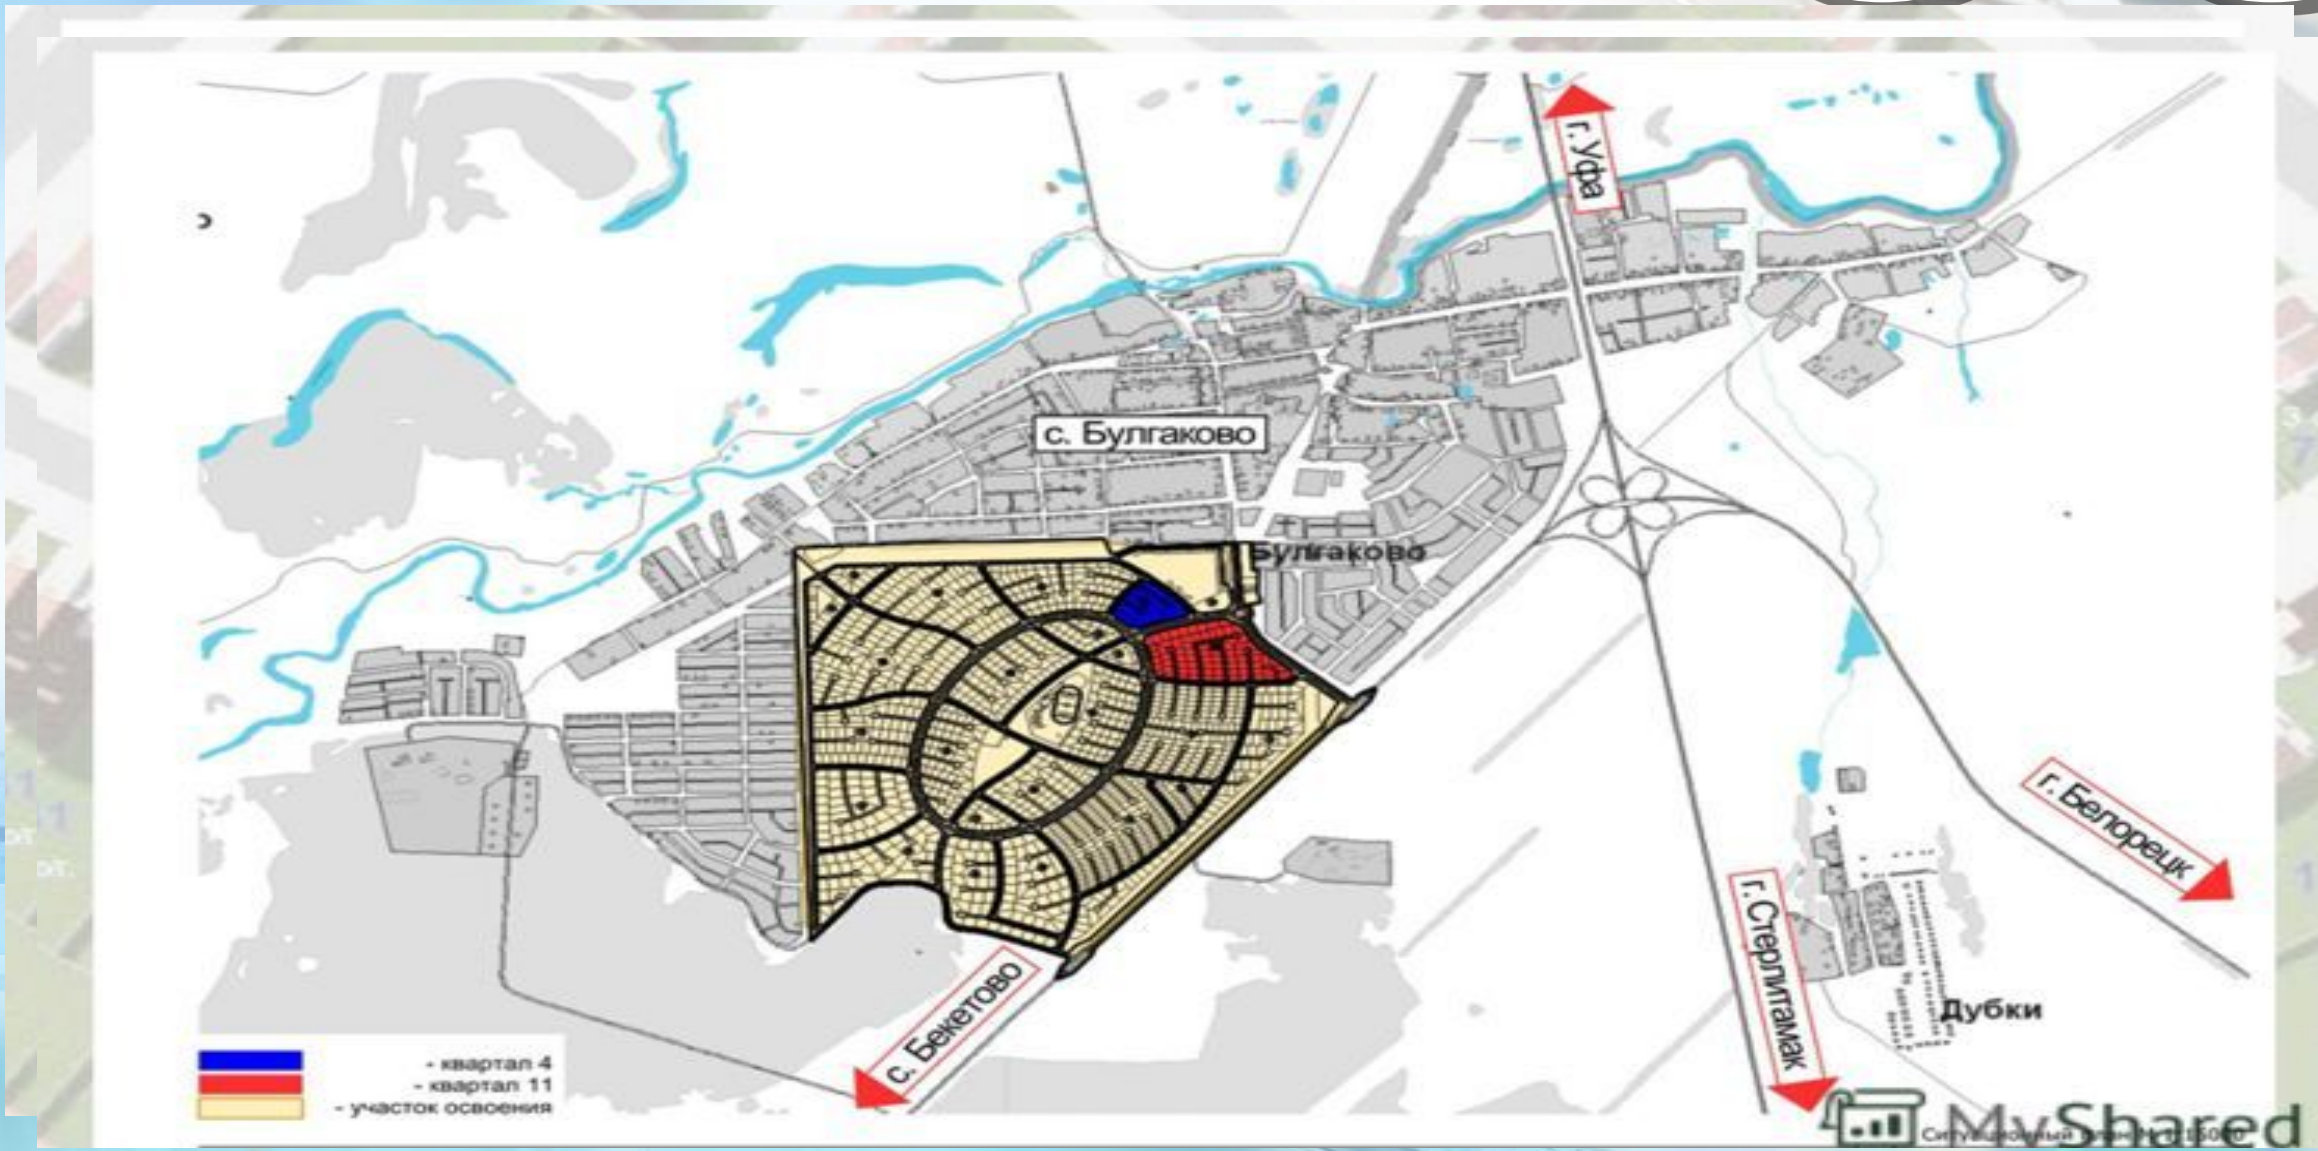 г. Уфа
с. Булгаково
Булгаково
г. Белорецк
г. Стерлитамак
Дубки
с. Бекетово
- квартал 4
- квартал 11
- участок освоения
MyShared